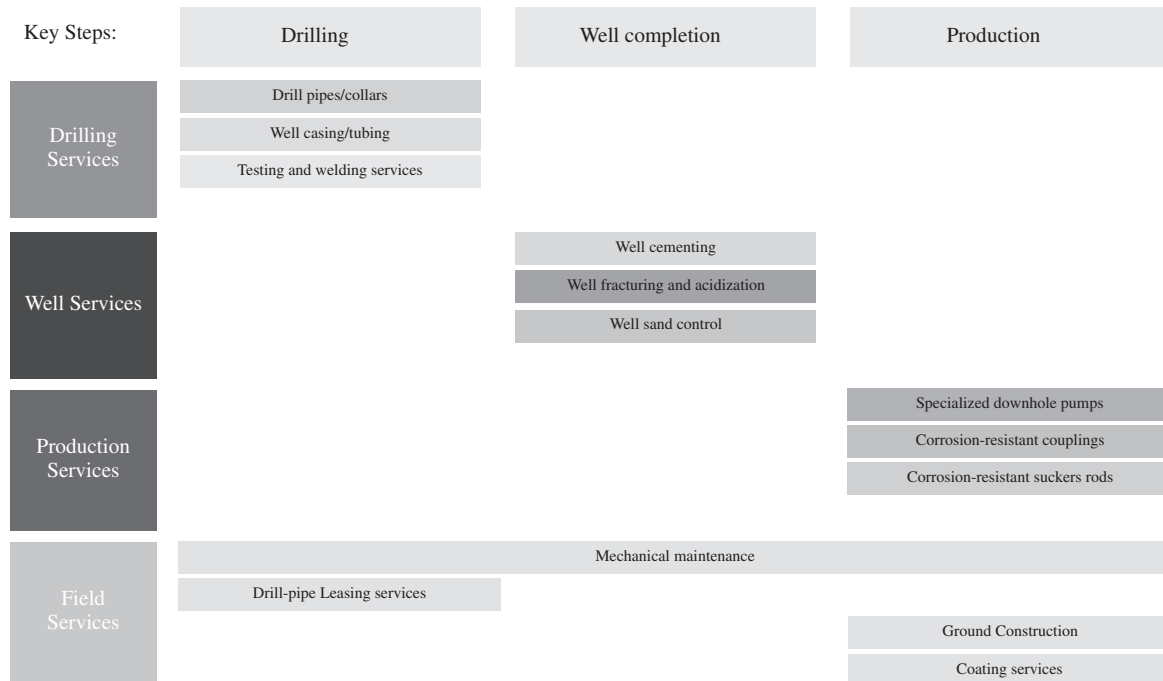 Key Steps:
Drilling
Well completion
Production
Drilling
Services
Drill pipes/collars
Well casing/tubing
Testing and welding services
Well Services
Well cementing
Well fracturing and acidization
Well sand control
Production
Services
Specialized downhole pumps
Corrosion-resistant couplings
Corrosion-resistant suckers rods
Field
Services
Mechanical maintenance
Drill-pipe Leasing services
Ground Construction
Coating services